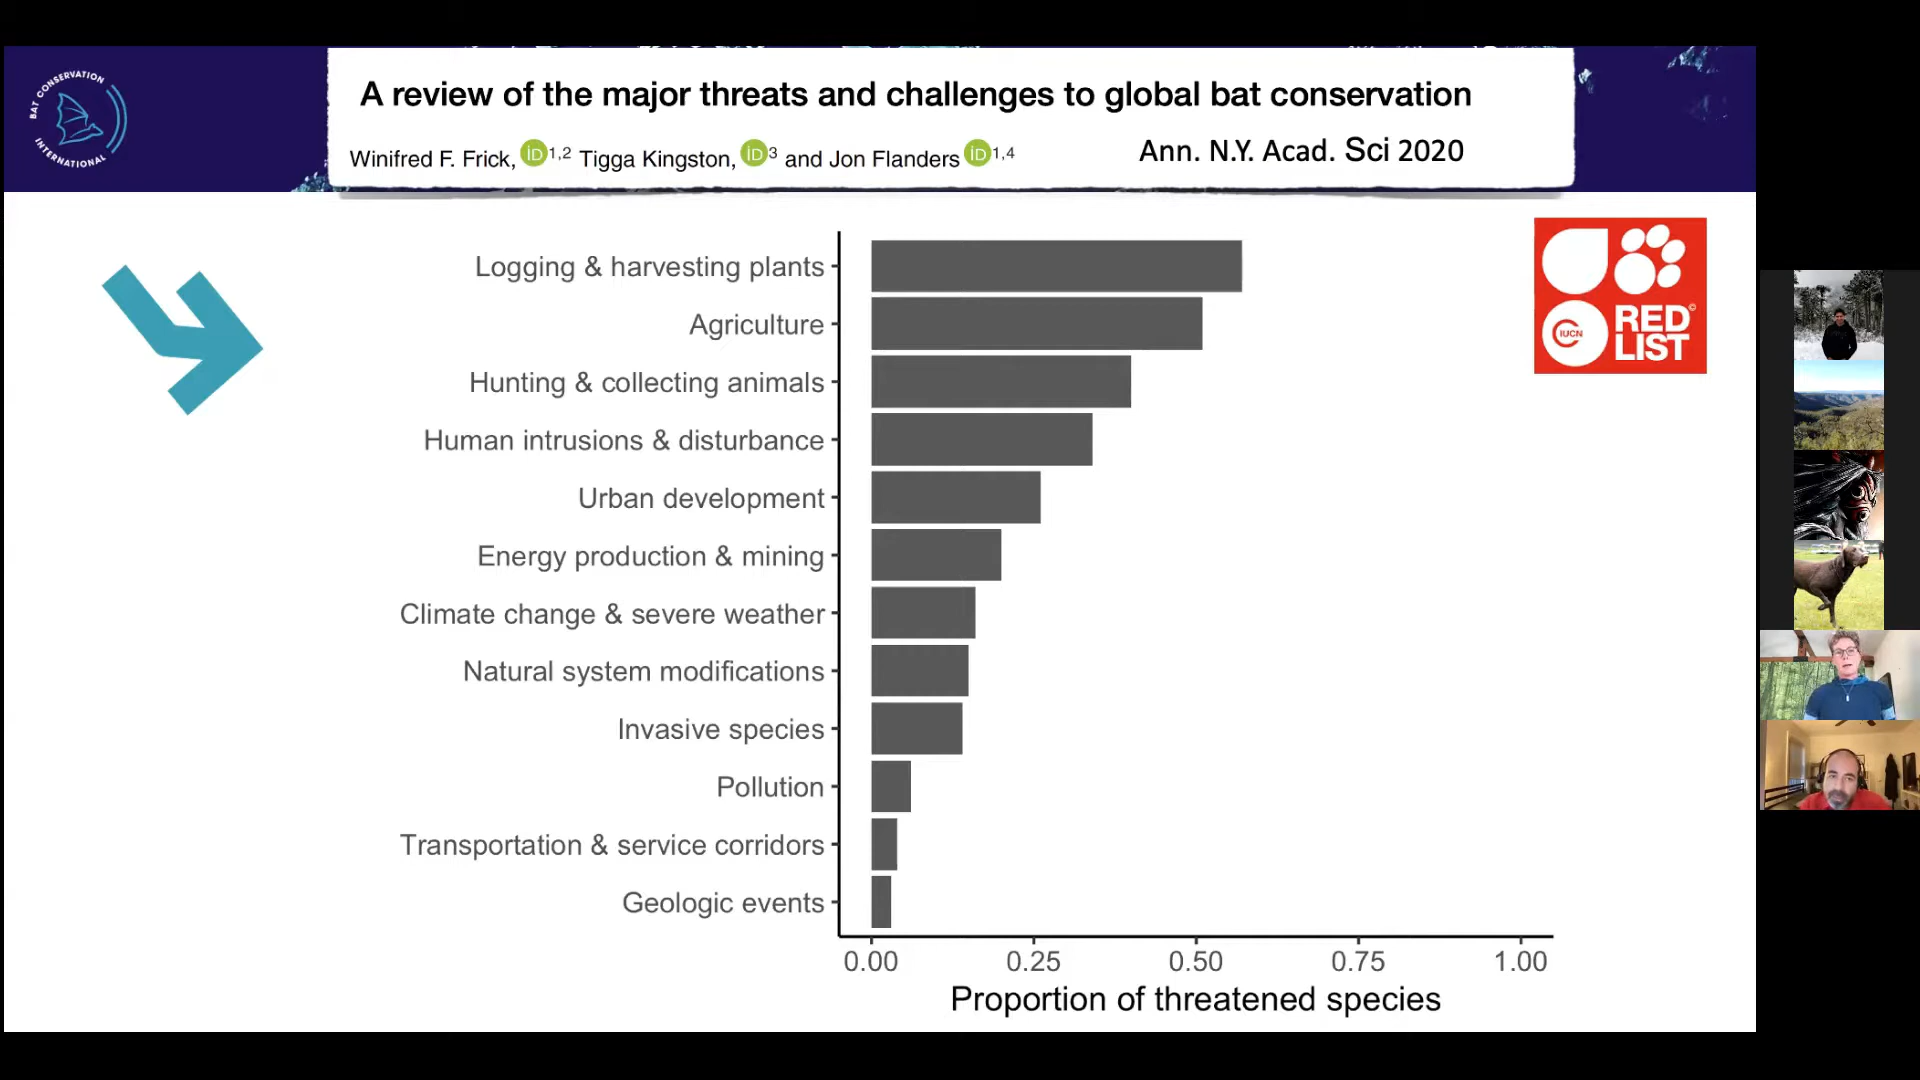 BAT CONSERVATION
INTERNATIONAL
A review of the major threats and challenges to global bat conservation
Winifred F. Frick, iD 1,2 Tigga Kingston, iD 3 and Jon Flanders iD 1,4
Ann. N.Y. Acad. Sci 2020
IUCN
RED
LIST
©
Logging & harvesting plants
Agriculture
Hunting & collecting animals
Human intrusions & disturbance
Urban development
Energy production & mining
Climate change & severe weather
Natural system modifications
Invasive species
Pollution
Transportation & service corridors
Geologic events
0.00 0.25 0.50 0.75 1.00
Proportion of threatened species